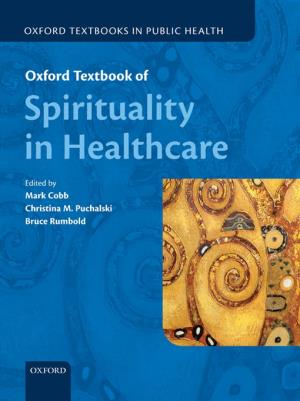 OXFORD TEXTBOOKS IN PUBLIC HEALTH
Oxford Textbook of
Spirituality
in Healthcare
Edited by
Mark Cobb
Christina M. Puchalski
Bruce Rumbold
OXFORD